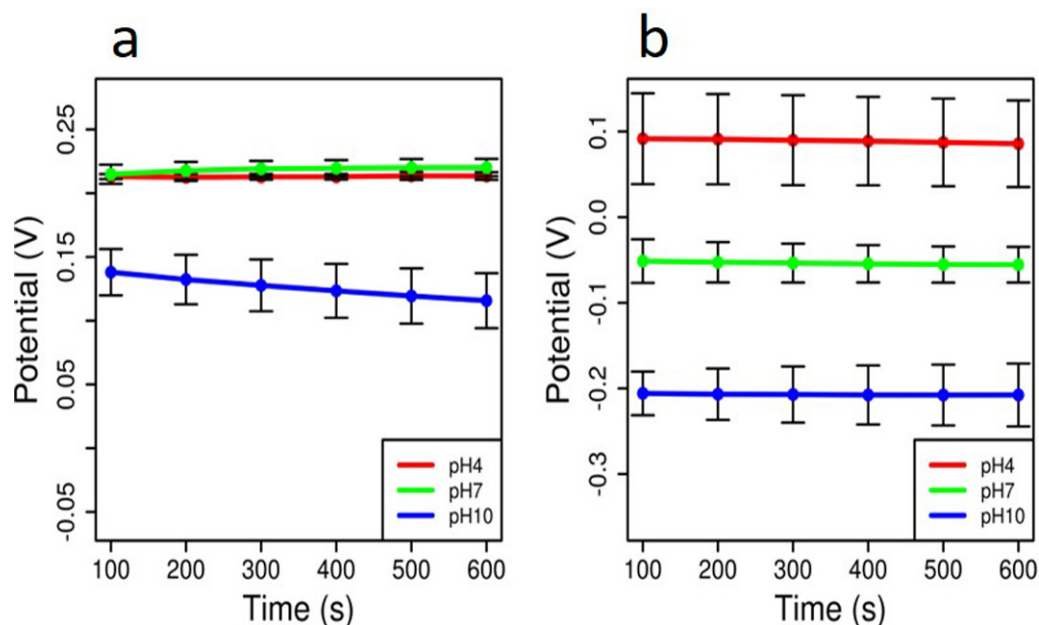 a
0.25
0.15
0.05
-0.05
Potential (V)
100 200 300 400 500 600
Time (s)
pH4
pH7
pH10
b
0.1
0.0
-0.1
-0.2
-0.3
Potential (V)
100 200 300 400 500 600
Time (s)
pH4
pH7
pH10